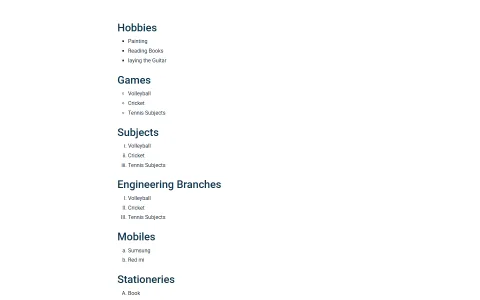 Hobbies
• Painting
• Reading Books
• laying the Guitar
Games
◦ Volleyball
◦ Cricket
◦ Tennis Subjects
Subjects
i. Volleyball
ii. Cricket
iii. Tennis Subjects
Engineering Branches
I. Volleyball
II. Cricket
III. Tennis Subjects
Mobiles
a. Sumsung
b. Red mi
Stationeries
A. Book